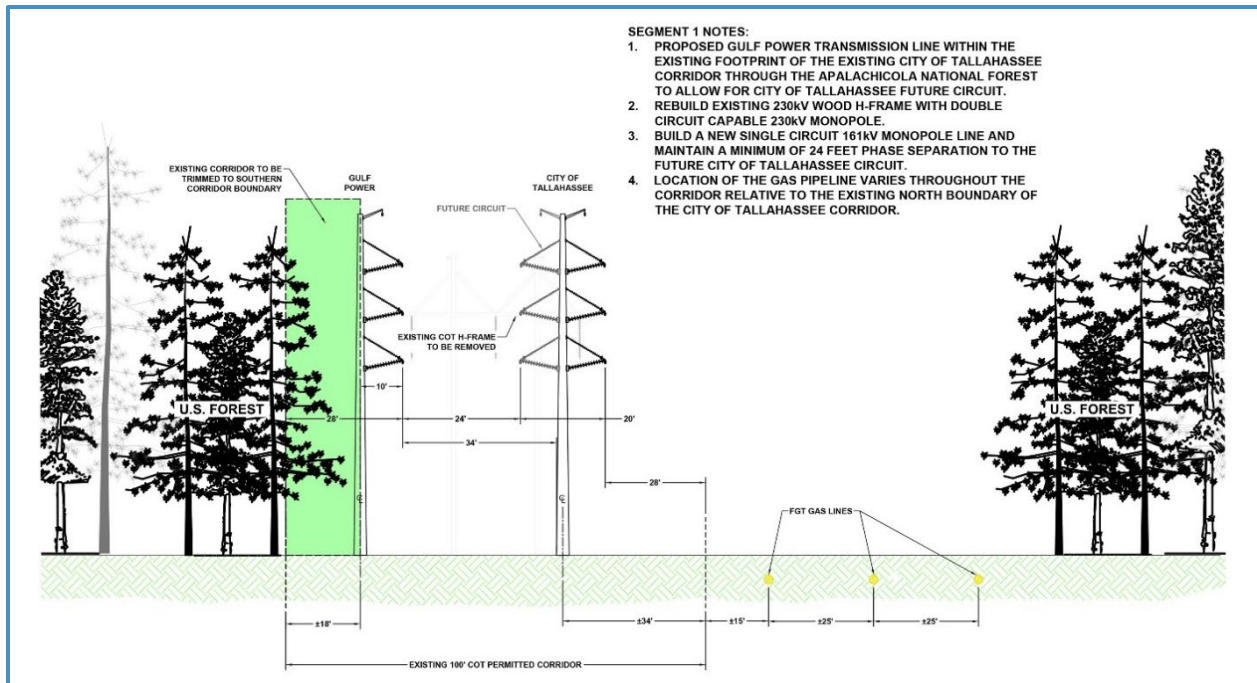 SEGMENT 1 NOTES:
1. PROPOSED GULF POWER TRANSMISSION LINE WITHIN THE
EXISTING FOOTPRINT OF THE EXISTING CITY OF TALLAHASSEE
CORRIDOR THROUGH THE APALACHICOLA NATIONAL FOREST
TO ALLOW FOR CITY OF TALLAHASSEE FUTURE CIRCUIT.
2. REBUILD EXISTING 230kV WOOD H-FRAME WITH DOUBLE
CIRCUIT CAPABLE 230kV MONOPOLE.
3. BUILD A NEW SINGLE CIRCUIT 161kV MONOPOLE LINE AND
MAINTAIN A MINIMUM OF 24 FEET PHASE SEPARATION TO THE
FUTURE CITY OF TALLAHASSEE CIRCUIT.
4. LOCATION OF THE GAS PIPELINE VARIES THROUGHOUT THE
CORRIDOR RELATIVE TO THE EXISTING NORTH BOUNDARY OF
THE CITY OF TALLAHASSEE CORRIDOR.
EXISTING CORRIDOR TO BE
TRIMMED TO SOUTHERN
CORRIDOR BOUNDARY
GULF
POWER
CITY OF
TALLAHASSEE
FUTURE CIRCUIT
EXISTING COT H-FRAME
TO BE REMOVED
10'
U.S. FOREST
28'
24'
20'
U.S. FOREST
34'
28'
℄
℄
FGT GAS LINES
±18'
±34'
±15'
±25'
±25'
EXISTING 100' COT PERMITTED CORRIDOR